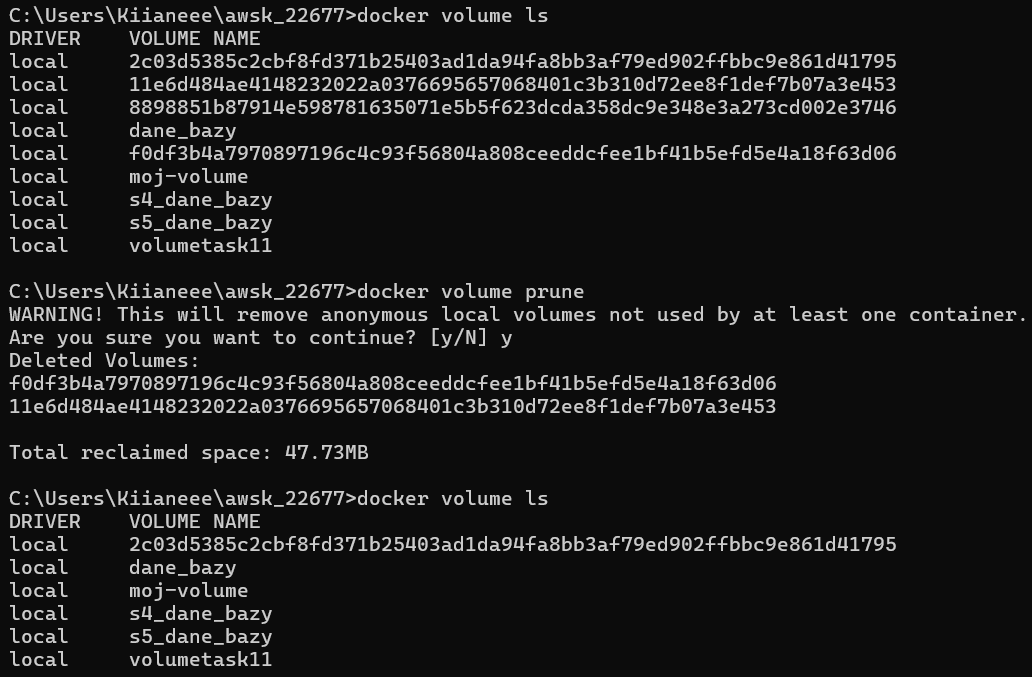 C:\Users\Kiianeee\awsk_22677>docker volume ls
DRIVER    VOLUME NAME
local     2c03d5385c2cbf8fd371b25403ad1da94fa8bb3af79ed902ffbbc9e861d41795
local     11e6d484ae4148232022a0376695657068401c3b310d72ee8f1def7b07a3e453
local     8898851b87914e598781635071e5b5f623dcda358dc9e348e3a273cd002e3746
local     dane_bazy
local     f0df3b4a7970897196c4c93f56804a808ceeddcfee1bf41b5efd5e4a18f63d06
local     moj-volume
local     s4_dane_bazy
local     s5_dane_bazy
local     volumetask11
C:\Users\Kiianeee\awsk_22677>docker volume prune
WARNING! This will remove anonymous local volumes not used by at least one container.
Are you sure you want to continue? [y/N] y
Deleted Volumes:
f0df3b4a7970897196c4c93f56804a808ceeddcfee1bf41b5efd5e4a18f63d06
11e6d484ae4148232022a0376695657068401c3b310d72ee8f1def7b07a3e453
Total reclaimed space: 47.73MB
C:\Users\Kiianeee\awsk_22677>docker volume ls
DRIVER    VOLUME NAME
local     2c03d5385c2cbf8fd371b25403ad1da94fa8bb3af79ed902ffbbc9e861d41795
local     dane_bazy
local     moj-volume
local     s4_dane_bazy
local     s5_dane_bazy
local     volumetask11